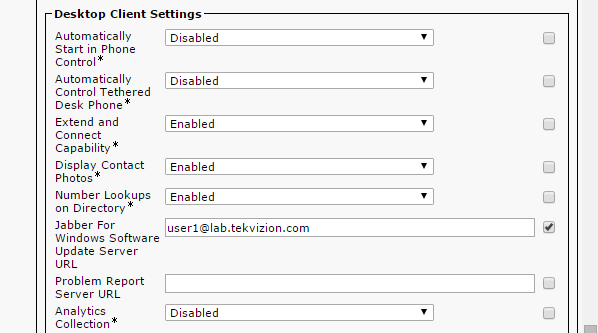 Desktop Client Settings
Automatically Disabled
Start in Phone
Control*
Automatically Disabled
Control Tethered
Desk Phone*
Extend and Enabled
Connect
Capability*
Display Contact Enabled
Photos*
Number Lookups Enabled
on Directory*
Jabber For user1@lab.tekvizion.com
Windows Software
Update Server
URL
Problem Report
Server URL
Analytics Disabled
Collection*